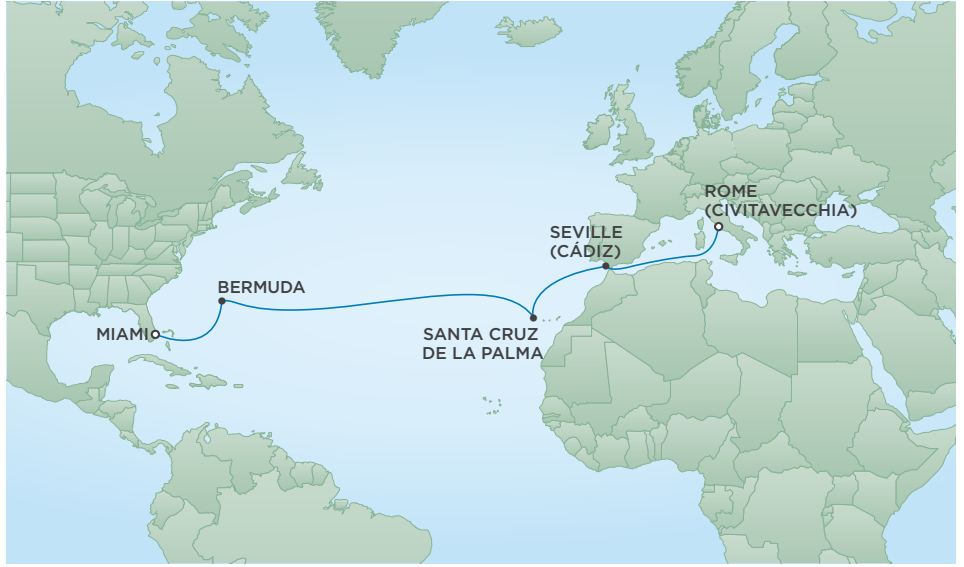 ROME
(CIVITAVECCHIA)
SEVILLE
(CÁDIZ)
BERMUDA
MIAMI
SANTA CRUZ
DE LA PALMA